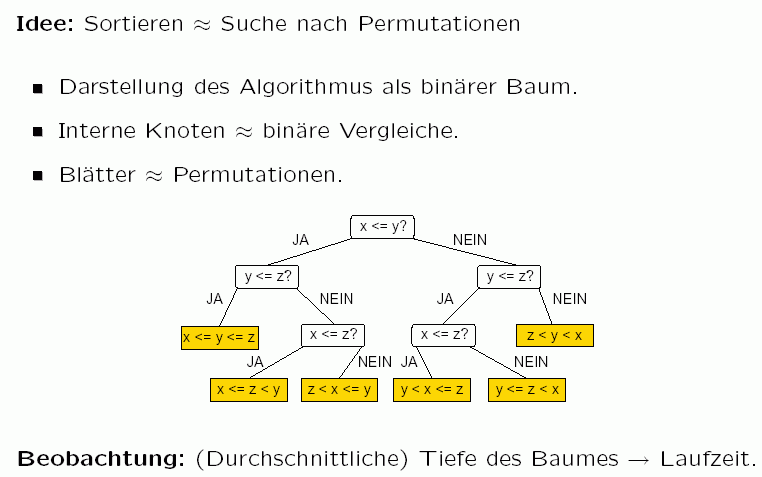 Idee: Sortieren ≈ Suche nach Permutationen
■ Darstellung des Algorithmus als binärer Baum.
■ Interne Knoten ≈ binäre Vergleiche.
■ Blätter ≈ Permutationen.
x <= y?
JA NEIN
y <= z? y <= z?
JA NEIN JA NEIN
x <= y <= z x <= z? x <= z? z < y < x
JA NEIN JA NEIN
x <= z < y z < x <= y y < x <= z y <= z < x
Beobachtung: (Durchschnittliche) Tiefe des Baumes → Laufzeit.